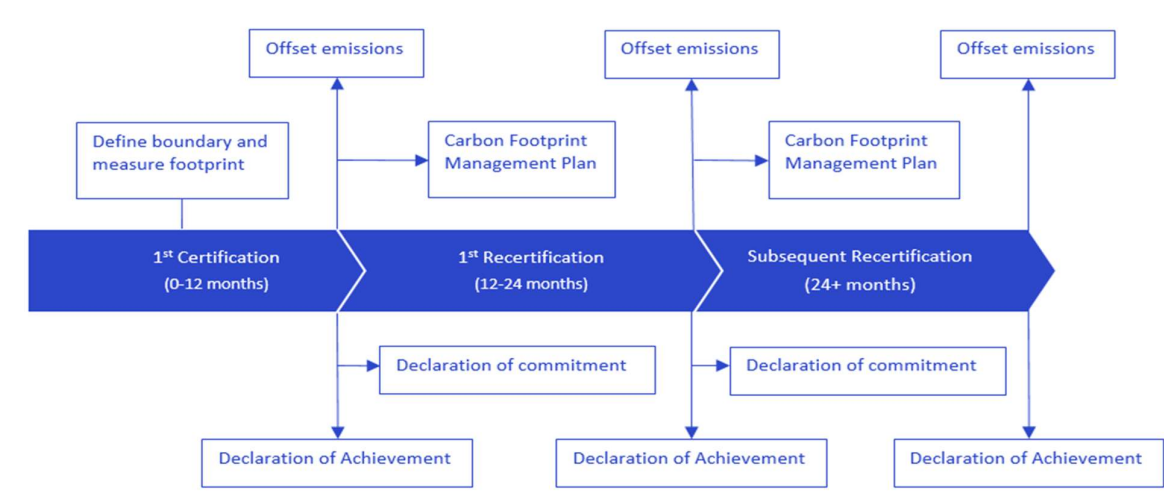 Offset emissions
Offset emissions
Offset emissions
Define boundary and
measure footprint
Carbon Footprint
Management Plan
Carbon Footprint
Management Plan
1st Certification
(0-12 months)
1st Recertification
(12-24 months)
Subsequent Recertification
(24+ months)
Declaration of commitment
Declaration of commitment
Declaration of Achievement
Declaration of Achievement
Declaration of Achievement